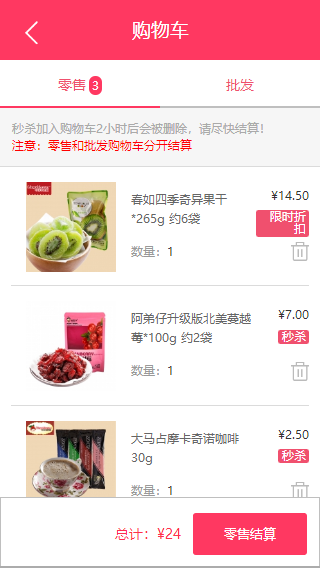 购物车
零售 3
批发
秒杀加入购物车2小时后会被删除，请尽快结算！
注意：零售和批发购物车分开结算
春如四季奇异果干
*265g 约6袋
¥14.50
限时折
扣
数量：1
阿弟仔升级版北美蔓越
莓*100g 约2袋
¥7.00
秒杀
数量：1
大马占摩卡奇诺咖啡
30g
¥2.50
秒杀
数量：1
总计：¥24
零售结算